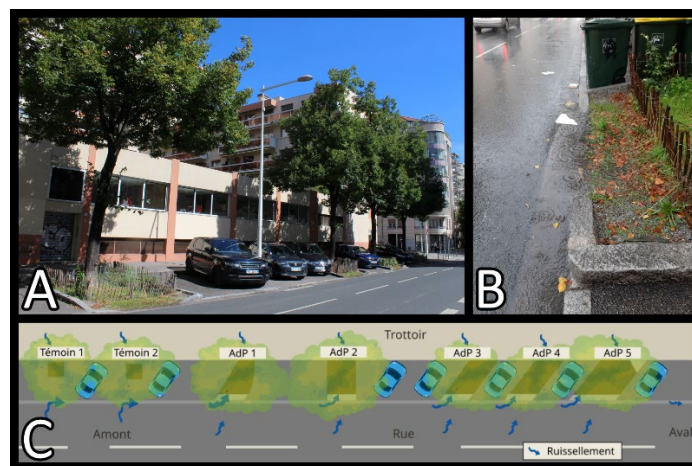 A
B
Trottoir
Témoin 1 Témoin 2 AdP 1 AdP 2 AdP 3 AdP 4 AdP 5
Amont Rue Aval
Ruissellement
C